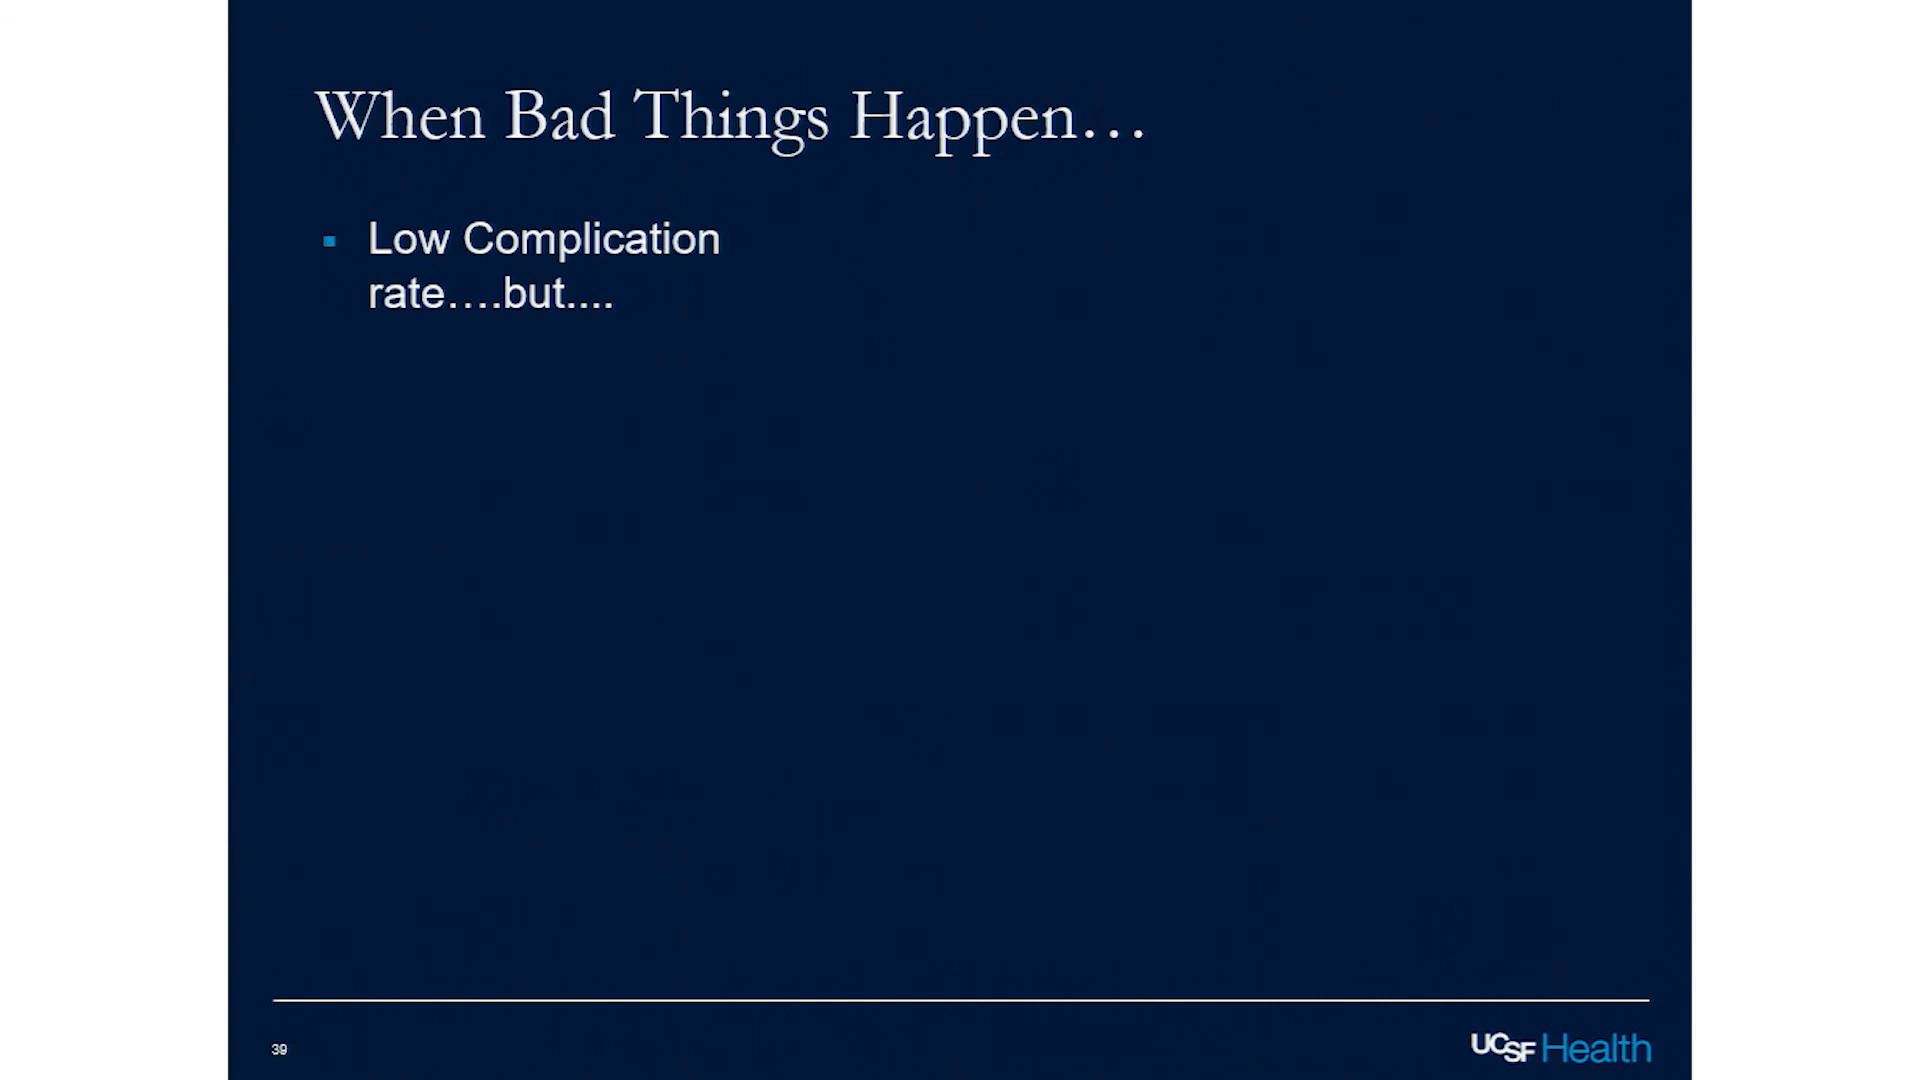 When Bad Things Happen…
Low Complication
rate….but....
39
UCSF Health